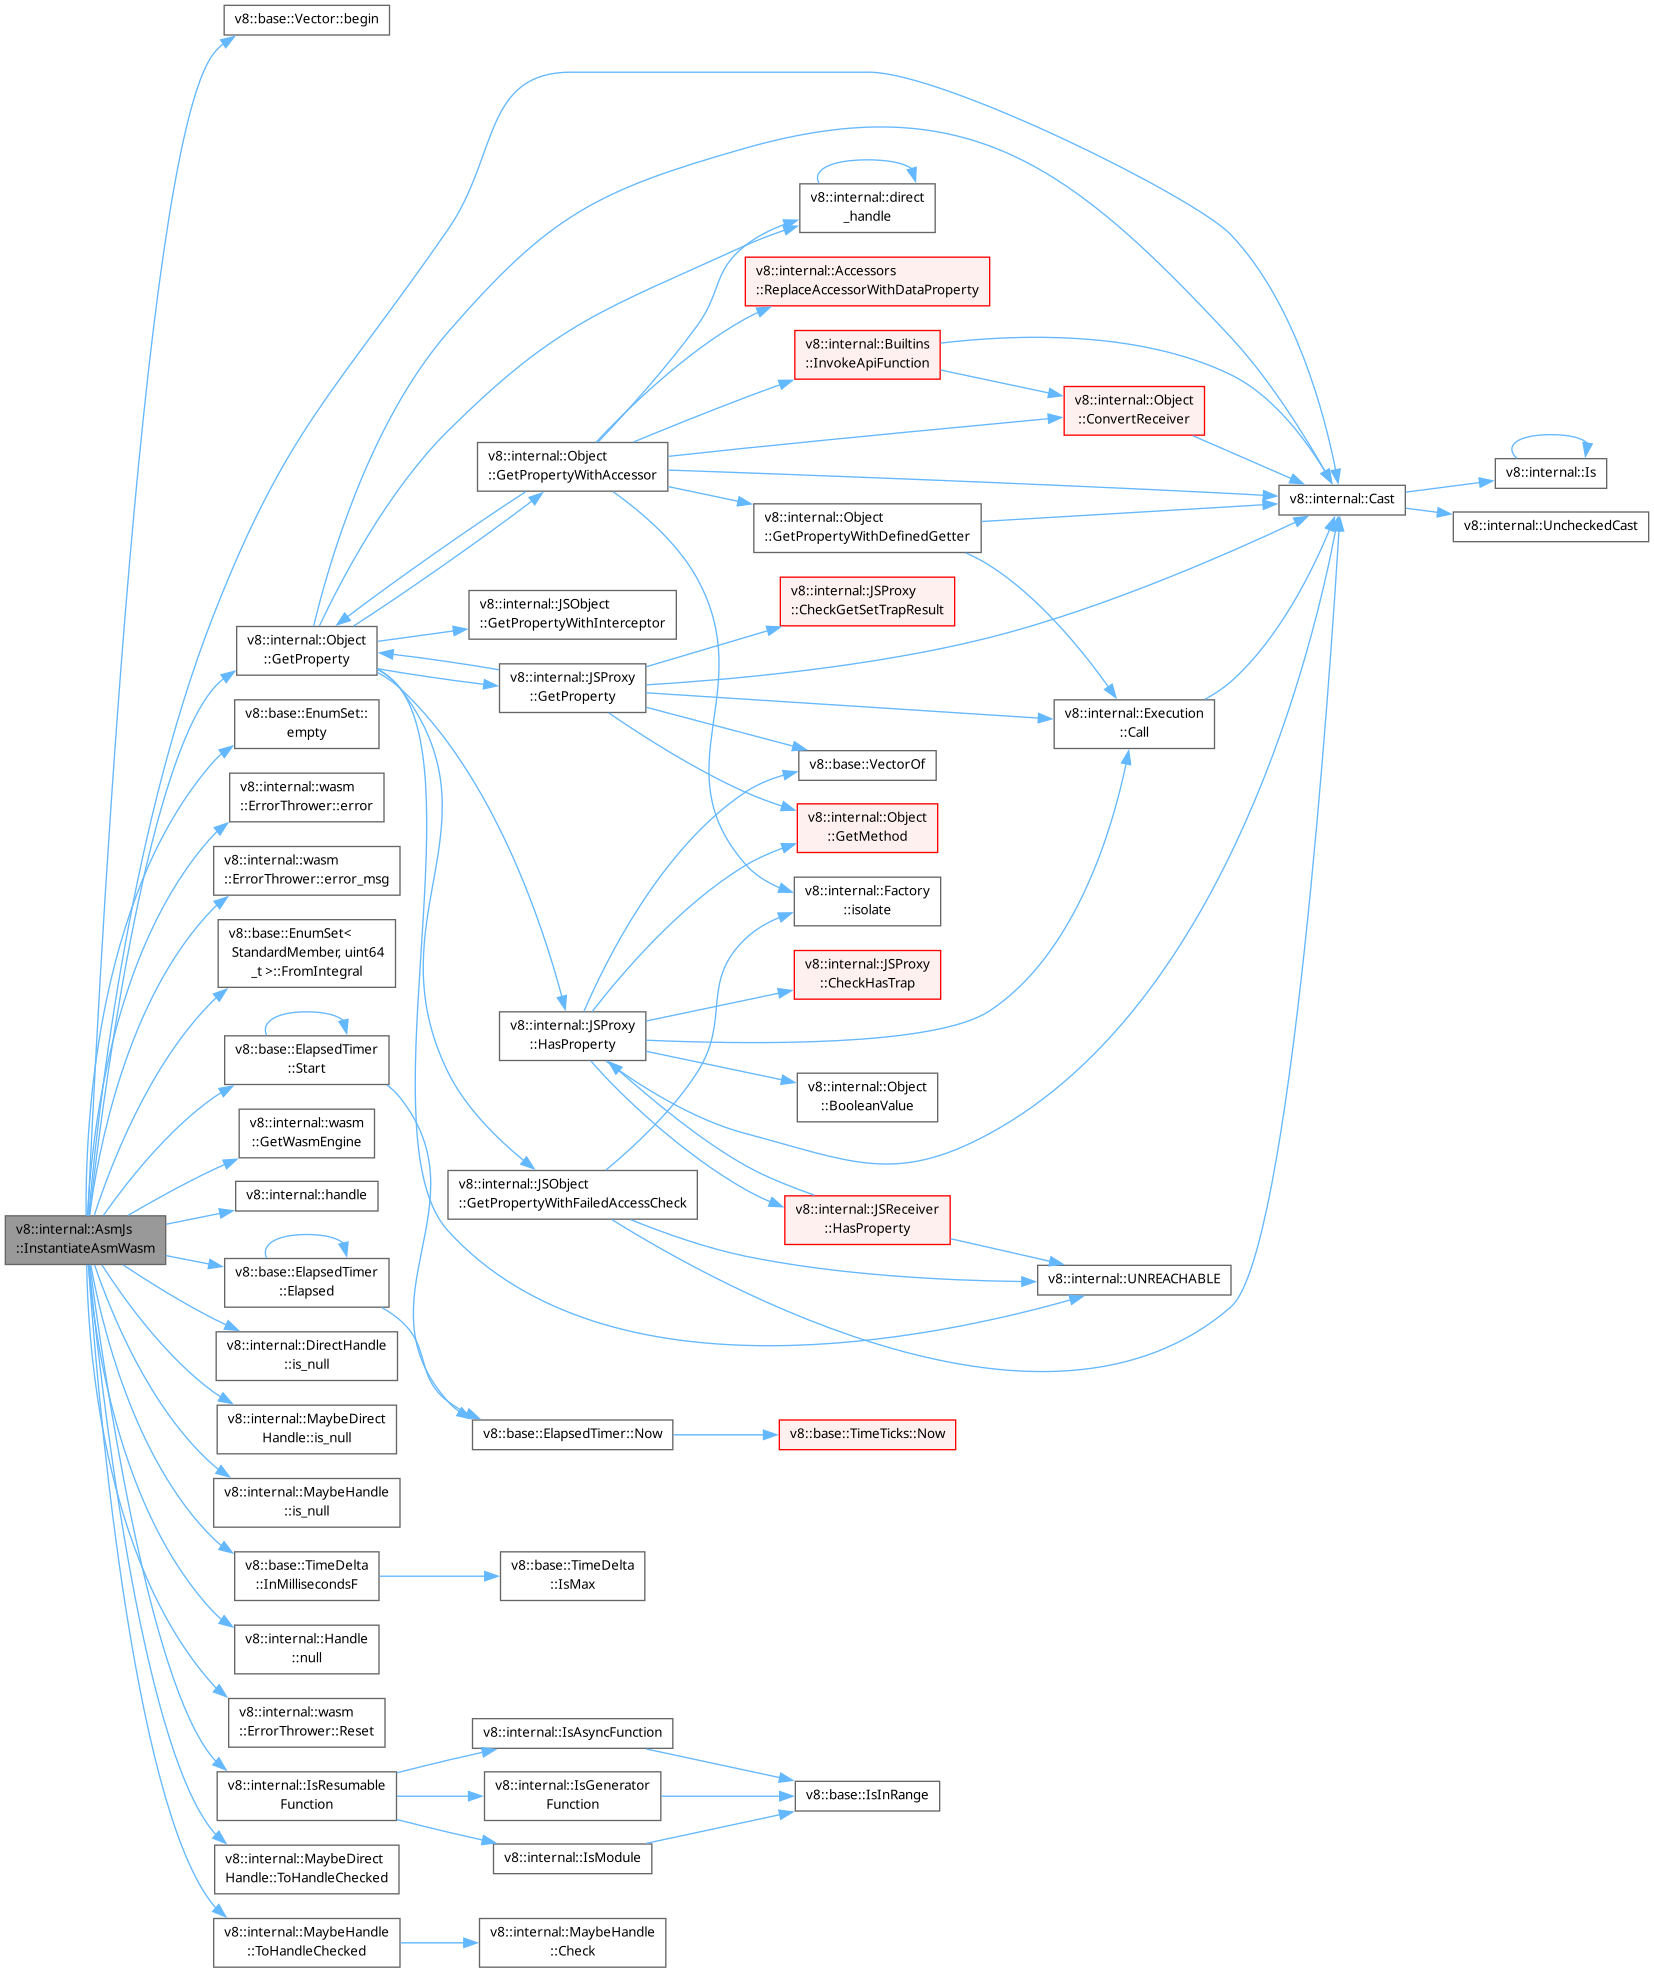 v8::base::Vector::begin
v8::internal::direct
_handle
v8::internal::Accessors
::ReplaceAccessorWithDataProperty
v8::internal::Builtins
::InvokeApiFunction
v8::internal::Object
::ConvertReceiver
v8::internal::Object
::GetPropertyWithAccessor
v8::internal::Is
v8::internal::Cast
v8::internal::UncheckedCast
v8::internal::Object
::GetPropertyWithDefinedGetter
v8::internal::JSProxy
::CheckGetSetTrapResult
v8::internal::JSObject
::GetPropertyWithInterceptor
v8::internal::Object
::GetProperty
v8::internal::JSProxy
::GetProperty
v8::base::EnumSet::
empty
v8::internal::Execution
::Call
v8::base::VectorOf
v8::internal::wasm
::ErrorThrower::error
v8::internal::Object
::GetMethod
v8::internal::wasm
::ErrorThrower::error_msg
v8::internal::Factory
::isolate
v8::base::EnumSet<
StandardMember, uint64
_t >::FromIntegral
v8::internal::JSProxy
::CheckHasTrap
v8::internal::JSProxy
::HasProperty
v8::base::ElapsedTimer
::Start
v8::internal::Object
::BooleanValue
v8::internal::wasm
::GetWasmEngine
v8::internal::JSObject
::GetPropertyWithFailedAccessCheck
v8::internal::handle
v8::internal::JSReceiver
::HasProperty
v8::internal::AsmJs
::InstantiateAsmWasm
v8::base::ElapsedTimer
::Elapsed
v8::internal::UNREACHABLE
v8::internal::DirectHandle
::is_null
v8::internal::MaybeDirect
Handle::is_null
v8::base::ElapsedTimer::Now
v8::base::TimeTicks::Now
v8::internal::MaybeHandle
::is_null
v8::base::TimeDelta
::InMillisecondsF
v8::base::TimeDelta
::IsMax
v8::internal::Handle
::null
v8::internal::wasm
::ErrorThrower::Reset
v8::internal::IsAsyncFunction
v8::internal::IsResumable
Function
v8::internal::IsGenerator
Function
v8::base::IsInRange
v8::internal::IsModule
v8::internal::MaybeDirect
Handle::ToHandleChecked
v8::internal::MaybeHandle
::ToHandleChecked
v8::internal::MaybeHandle
::Check